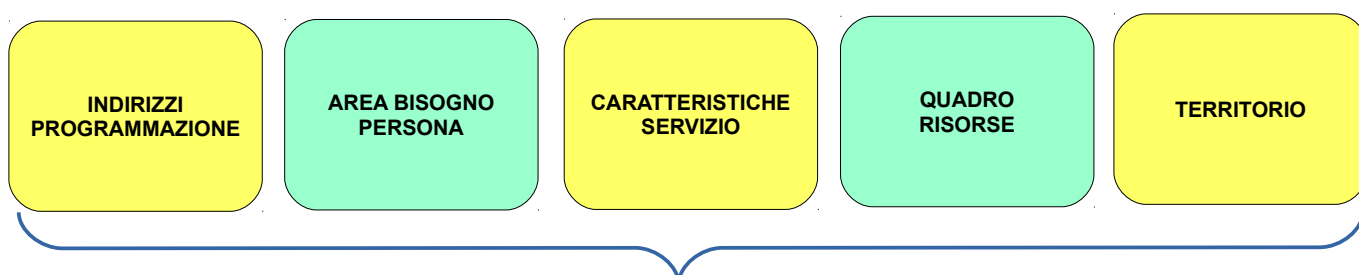 INDIRIZZI
PROGRAMMAZIONE
AREA BISOGNO
PERSONA
CARATTERISTICHE
SERVIZIO
QUADRO
RISORSE
TERRITORIO